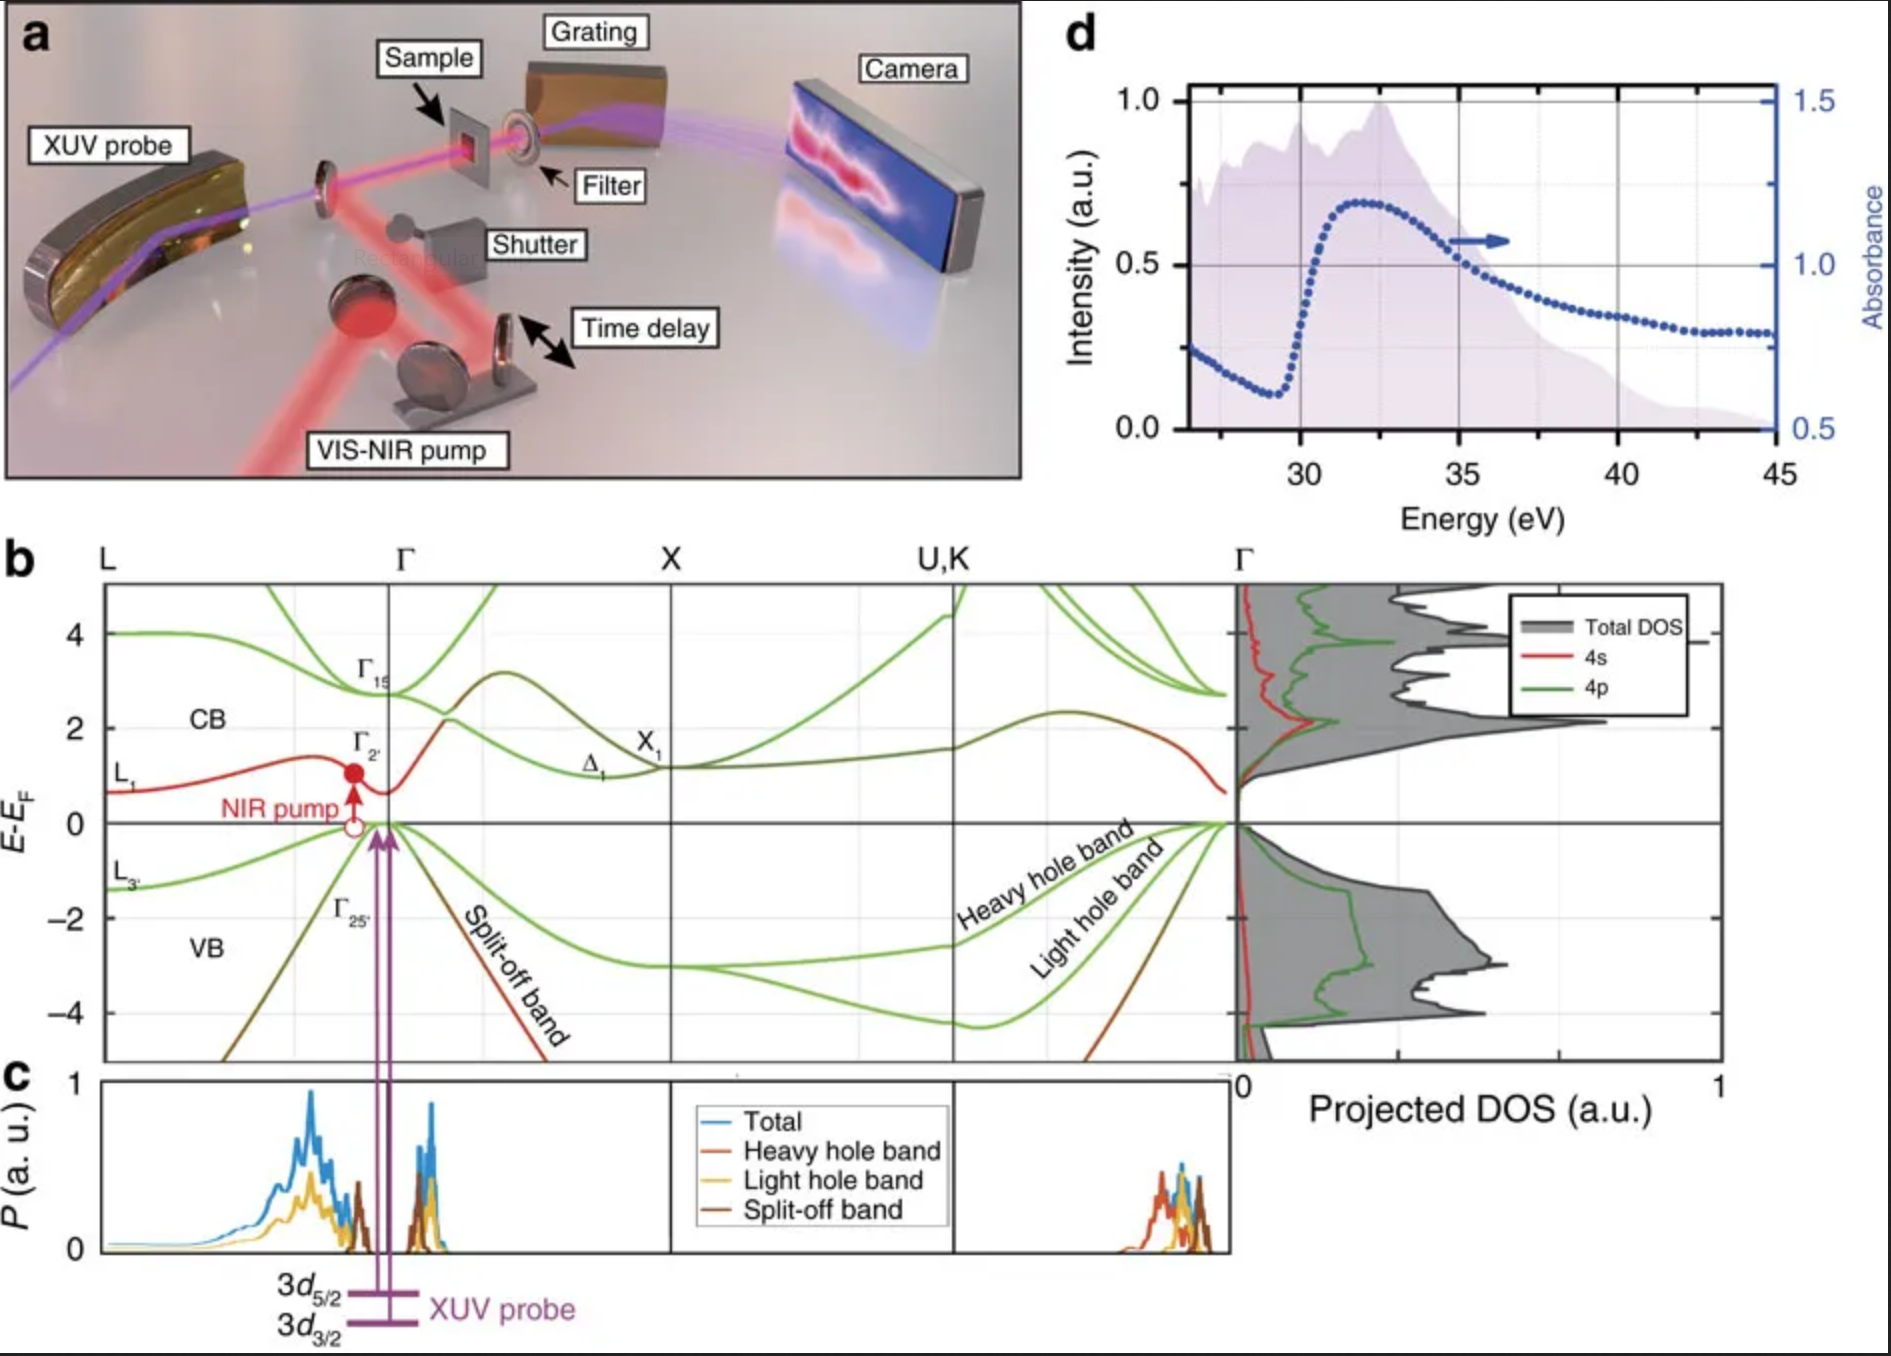 a
Sample
Grating
Camera
XUV probe
Filter
Shutter
Rectangular
Time delay
VIS-NIR pump
d
1.0
0.5
0.0
Intensity (a.u.)
1.5
1.0
0.5
Absorbance
30 35 40 45
Energy (eV)
b
L Γ X U,K Γ
4
2
0
−2
−4
E-E_F
Γ15
CB
Γ2'
X1
Δ1
L1
NIR pump
L3'
Γ25'
VB
Split-off band
Heavy hole band
Light hole band
Total DOS
4s
4p
0 1
Projected DOS (a.u.)
c
1
0
P (a. u.)
Total
Heavy hole band
Light hole band
Split-off band
3d5/2
3d3/2
XUV probe